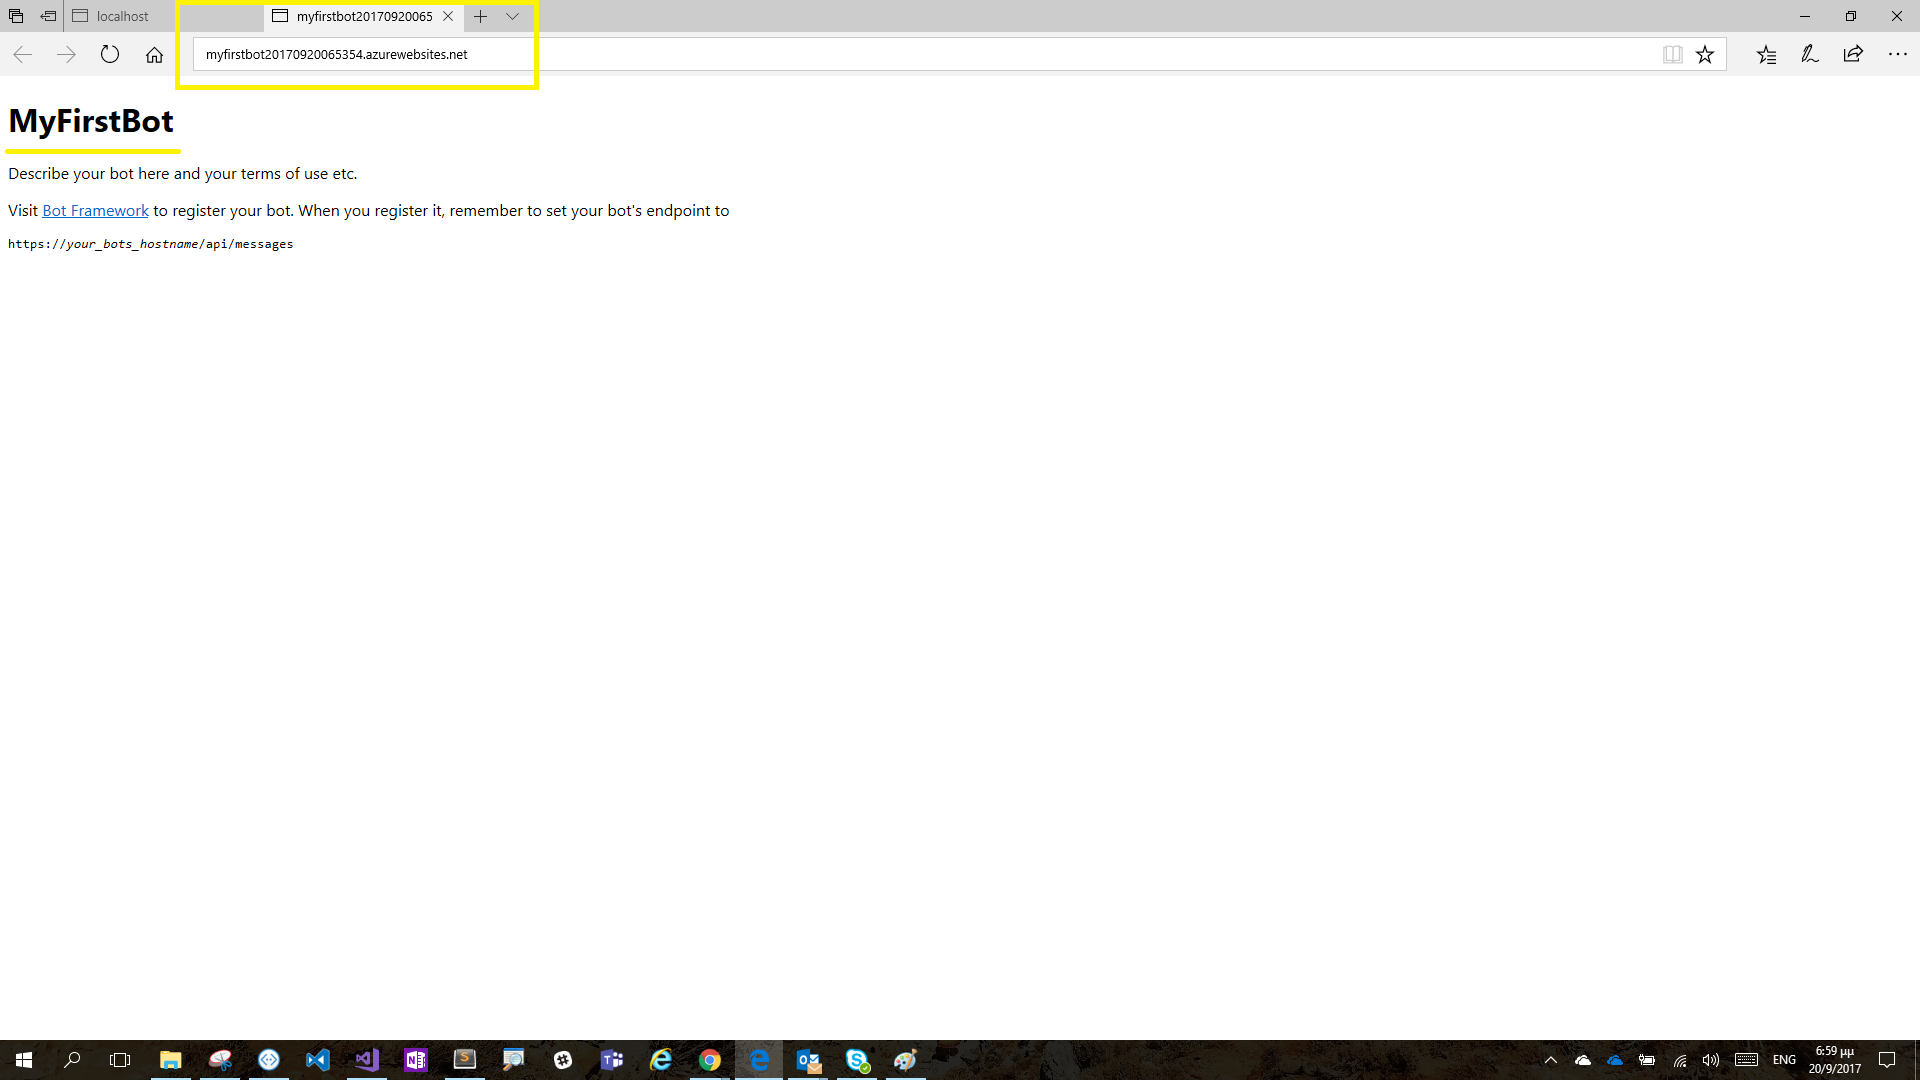 localhost
myfirstbot20170920065
myfirstbot20170920065354.azurewebsites.net
MyFirstBot
Describe your bot here and your terms of use etc.
Visit Bot Framework to register your bot. When you register it, remember to set your bot's endpoint to
https://your_bots_hostname/api/messages
ENG
6:59 μμ
20/9/2017